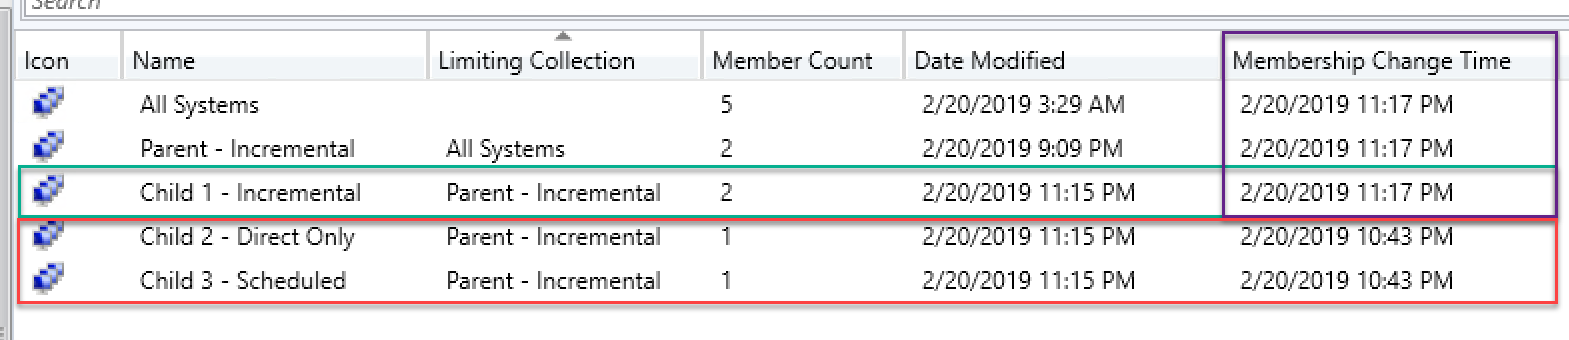 Search
Icon Name Limiting Collection Member Count Date Modified Membership Change Time
All Systems 5 2/20/2019 3:29 AM 2/20/2019 11:17 PM
Parent - Incremental All Systems 2 2/20/2019 9:09 PM 2/20/2019 11:17 PM
Child 1 - Incremental Parent - Incremental 2 2/20/2019 11:15 PM 2/20/2019 11:17 PM
Child 2 - Direct Only Parent - Incremental 1 2/20/2019 11:15 PM 2/20/2019 10:43 PM
Child 3 - Scheduled Parent - Incremental 1 2/20/2019 11:15 PM 2/20/2019 10:43 PM